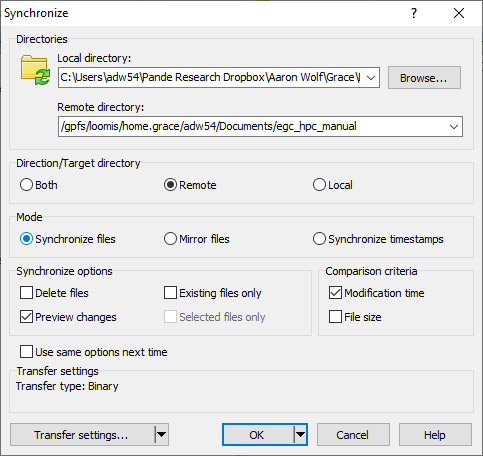 Synchronize
Directories
Local directory:
C:\Users\adw54\Pande Research Dropbox\Aaron Wolf\Grace\
Browse...
Remote directory:
/gpfs/loomis/home.grace/adw54/Documents/egc_hpc_manual
Direction/Target directory
Both Remote Local
Mode
Synchronize files Mirror files Synchronize timestamps
Synchronize options Comparison criteria
Delete files Existing files only Modification time
Preview changes Selected files only File size
Use same options next time
Transfer settings
Transfer type: Binary
Transfer settings... OK Cancel Help